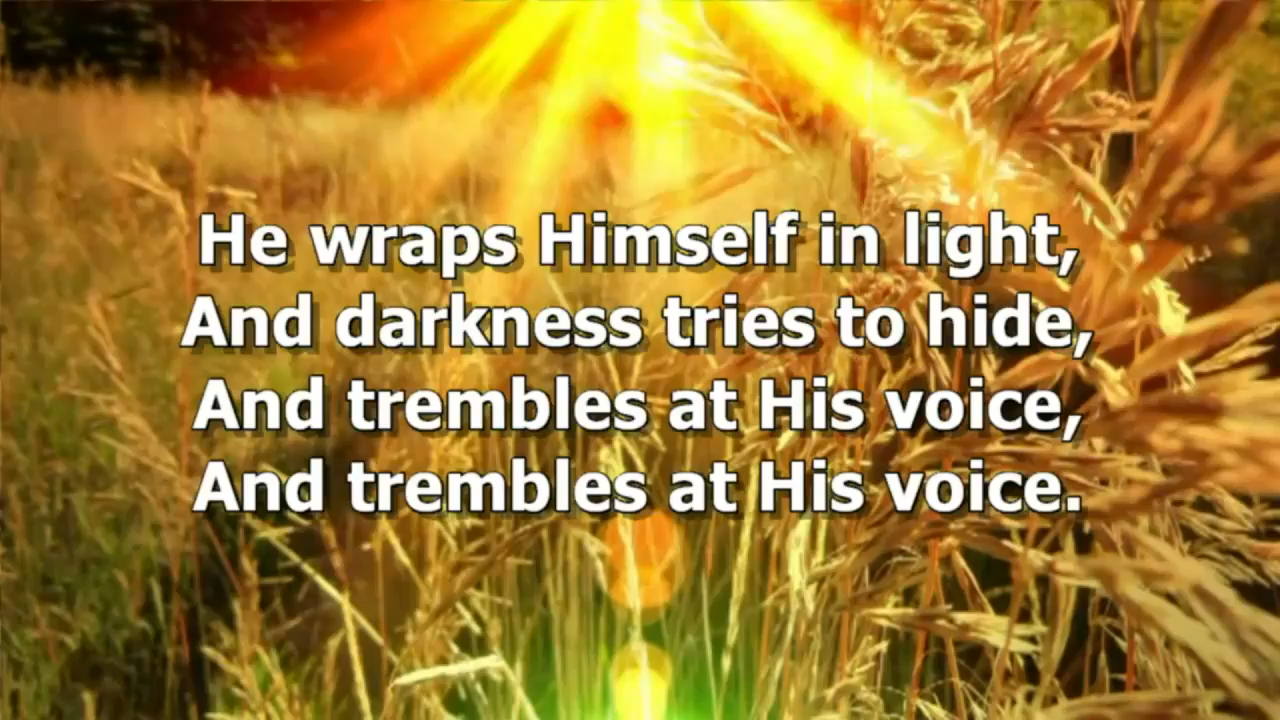 He wraps Himself in light,
And darkness tries to hide,
And trembles at His voice,
And trembles at His voice.